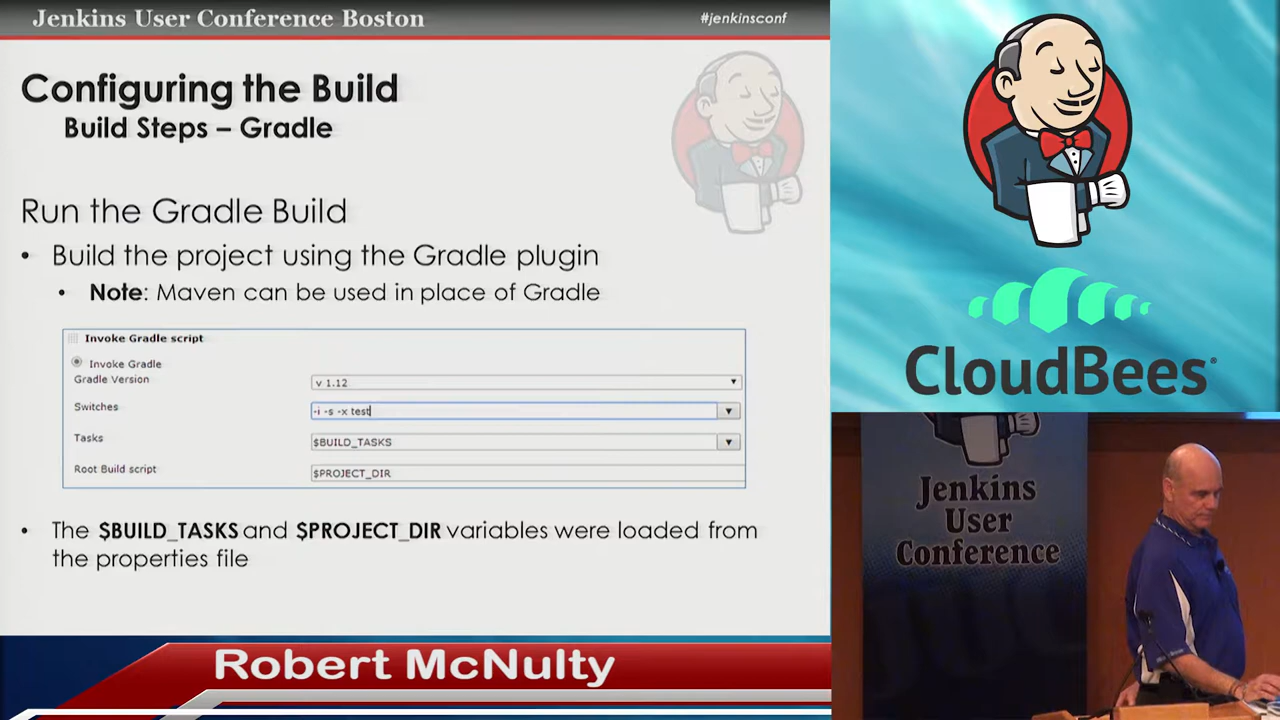 Jenkins User Conference Boston
#jenkinsconf
Configuring the Build
Build Steps – Gradle
Run the Gradle Build
• Build the project using the Gradle plugin
• Note: Maven can be used in place of Gradle
Invoke Gradle script
Invoke Gradle
Gradle Version
v 1.12
Switches
-i -s -x test
Tasks
$BUILD_TASKS
Root Build script
$PROJECT_DIR
• The $BUILD_TASKS and $PROJECT_DIR variables were loaded from
the properties file
Robert McNulty
CloudBees®
Jenkins
User
Conference